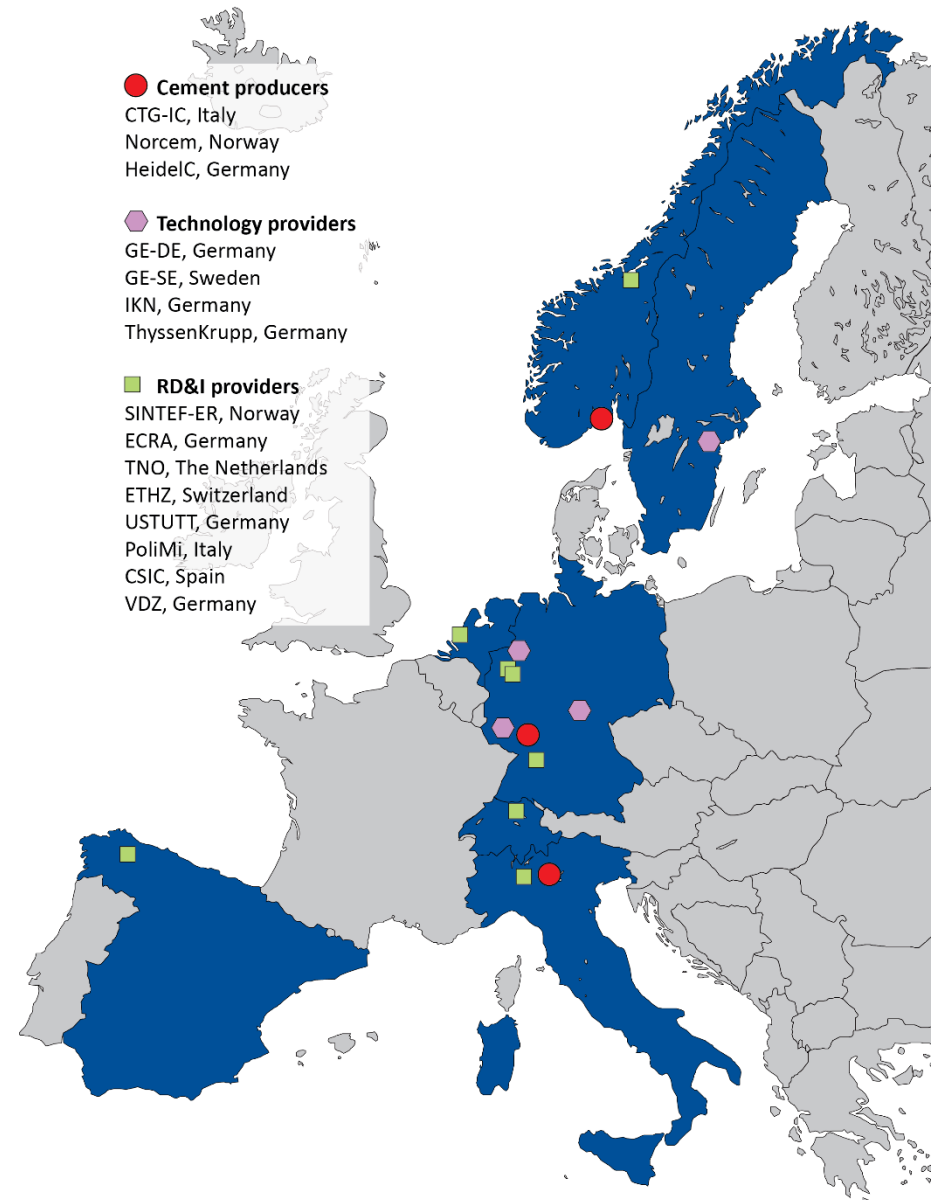 Cement producers
CTG-IC, Italy
Norcem, Norway
HeidelC, Germany
Technology providers
GE-DE, Germany
GE-SE, Sweden
IKN, Germany
ThyssenKrupp, Germany
RD&I providers
SINTEF-ER, Norway
ECRA, Germany
TNO, The Netherlands
ETHZ, Switzerland
USTUTT, Germany
PoliMi, Italy
CSIC, Spain
VDZ, Germany